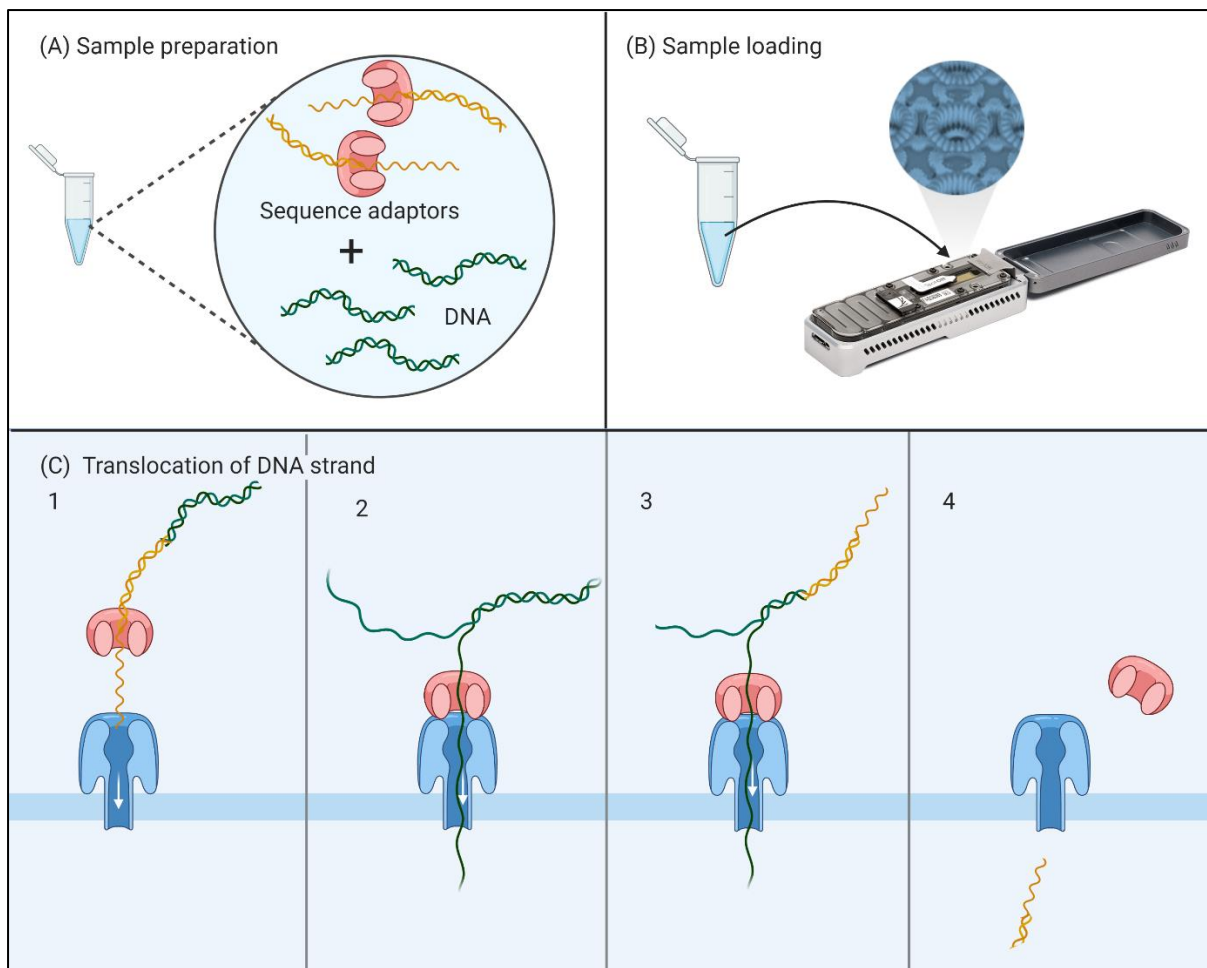 (A) Sample preparation
Sequence adaptors
+
DNA
(B) Sample loading
(C) Translocation of DNA strand
1
2
3
4